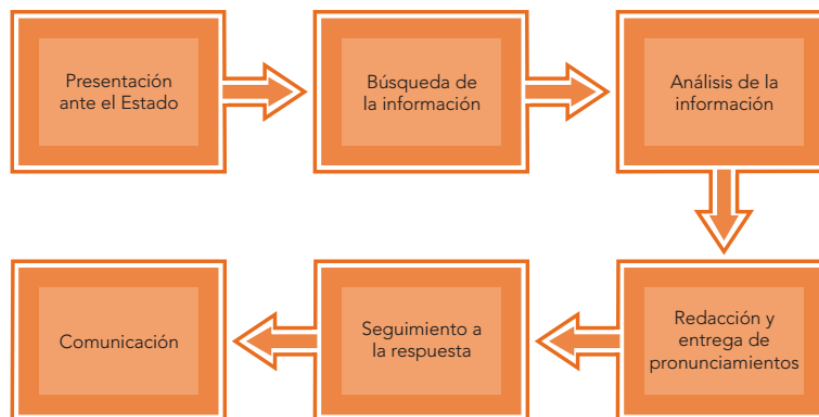 Presentación
ante el Estado
Búsqueda de
la información
Análisis de la
información
Redacción y
entrega de
pronunciamientos
Seguimiento a
la respuesta
Comunicación